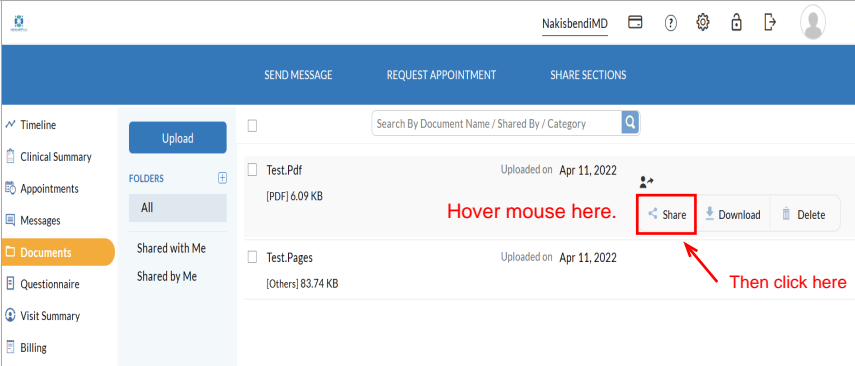 NakisbendiMD
SEND MESSAGE REQUEST APPOINTMENT SHARE SECTIONS
Timeline
Clinical Summary
Appointments
Messages
Documents
Questionnaire
Visit Summary
Billing
Upload
FOLDERS
All
Shared with Me
Shared by Me
Search By Document Name / Shared By / Category
Test.Pdf Uploaded on Apr 11, 2022
[PDF] 6.09 KB
Hover mouse here.
Share Download Delete
Test.Pages Uploaded on Apr 11, 2022
[Others] 83.74 KB
Then click here